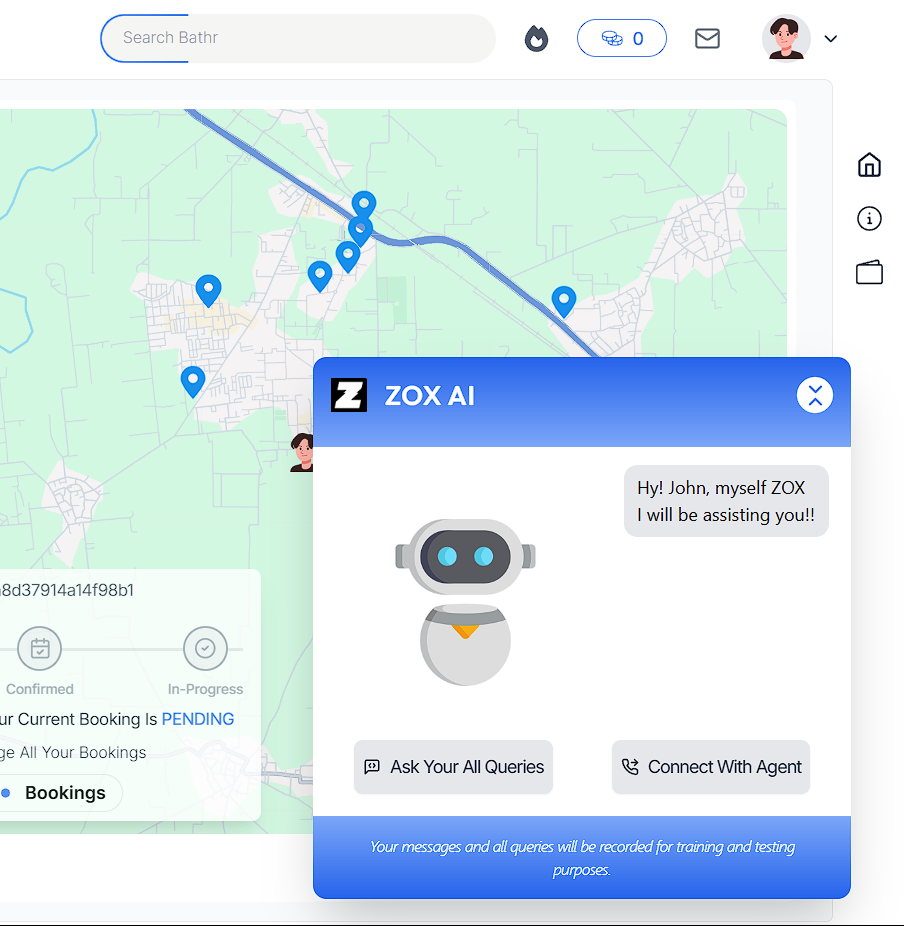 Search Bathr
0
Z ZOX AI
Hy! John, myself ZOX
I will be assisting you!!
8d37914a14f98b1
Confirmed
In-Progress
ur Current Booking Is PENDING
ge All Your Bookings
Bookings
Ask Your All Queries
Connect With Agent
Your messages and all queries will be recorded for training and testing
purposes.